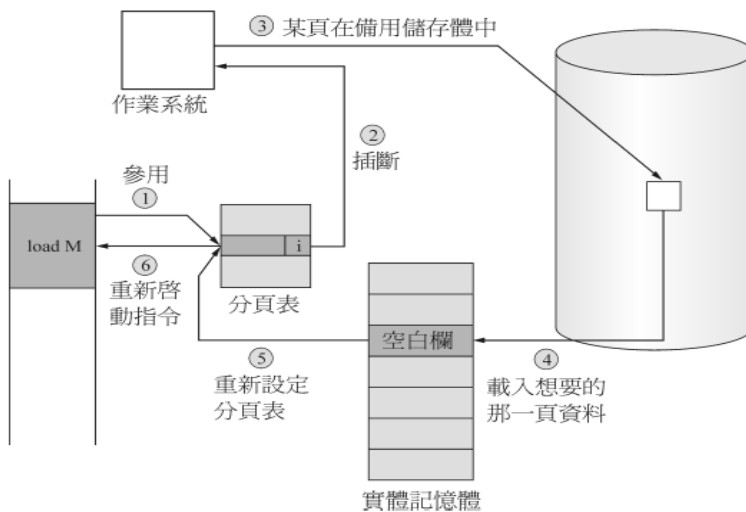 ③ 某頁在備用儲存體中
作業系統
② 
插斷
參用
①
load M
i
⑥
重新啓
動指令
分頁表
空白欄
⑤
重新設定
分頁表
④
載入想要的
那一頁資料
實體記憶體